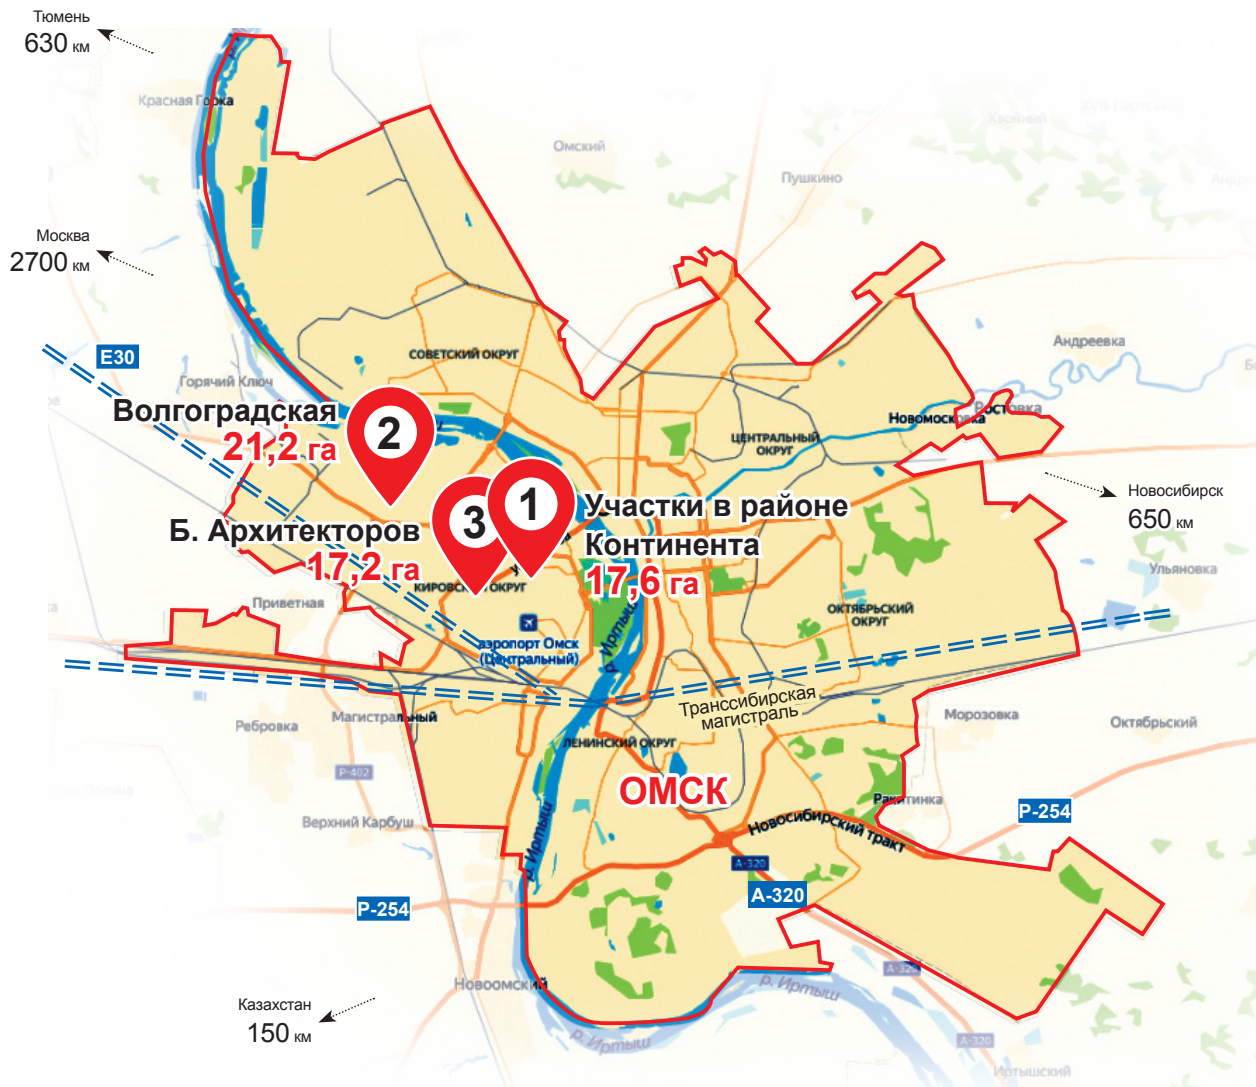 Тюмень
630 км
Красная Горка
Омский
Хвойный
Пушкино
Москва
2700 км
E30
СОВЕТСКИЙ ОКРУГ
Горячий Ключ
Андреевка
Волгоградская
21,2 га
2
Новомосковка
Ростовка
ЦЕНТРАЛЬНЫЙ
ОКРУГ
Новосибирск
650 км
1
3
Участки в районе
Континента
17,6 га
Б. Архитекторов
17,2 га
КИРОВСКИЙ ОКРУГ
Ульяновка
Приветная
ОКТЯБРЬСКИЙ
ОКРУГ
аэропорт Омск
(Центральный)
р. Иртыш
Транссибирская
магистраль
Магистральный
Ребровка
Морозовка
Октябрьский
ЛЕНИНСКИЙ ОКРУГ
Р-402
ОМСК
Ракитинка
Р-254
Верхний Карбуш
Новосибирский тракт
р. Иртыш
А-320
А-320
Р-254
А-320
Новоомский
р. Иртыш
Казахстан
150 км
р. Иртыш
А-320
Иртышский